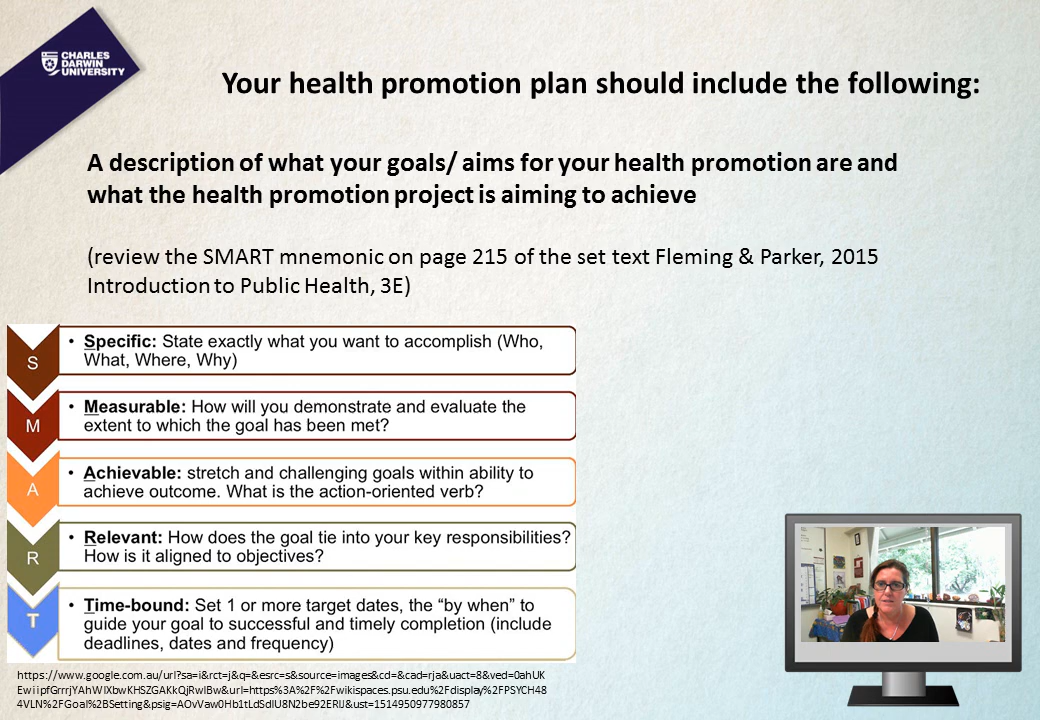 CHARLES
DARWIN
UNIVERSITY
Your health promotion plan should include the following:
A description of what your goals/ aims for your health promotion are and
what the health promotion project is aiming to achieve
(review the SMART mnemonic on page 215 of the set text Fleming & Parker, 2015
Introduction to Public Health, 3E)
S
• Specific: State exactly what you want to accomplish (Who,
What, Where, Why)
M
• Measurable: How will you demonstrate and evaluate the
extent to which the goal has been met?
A
• Achievable: stretch and challenging goals within ability to
achieve outcome. What is the action-oriented verb?
R
• Relevant: How does the goal tie into your key responsibilities?
How is it aligned to objectives?
T
• Time-bound: Set 1 or more target dates, the “by when” to
guide your goal to successful and timely completion (include
deadlines, dates and frequency)
https://www.google.com.au/url?sa=i&rct=j&q=&esrc=s&source=images&cd=&cad=rja&uact=8&ved=0ahUK
EwiipfGrrrjYAhWIXbwKHSZGAKkQjRwIBw&url=https%3A%2F%2Fwikispaces.psu.edu%2Fdisplay%2FPSYCH48
4VLN%2FGoal%2BSetting&psig=AOvVaw0Hb1tLdSdlU8N2be92ERlJ&ust=1514950977980857